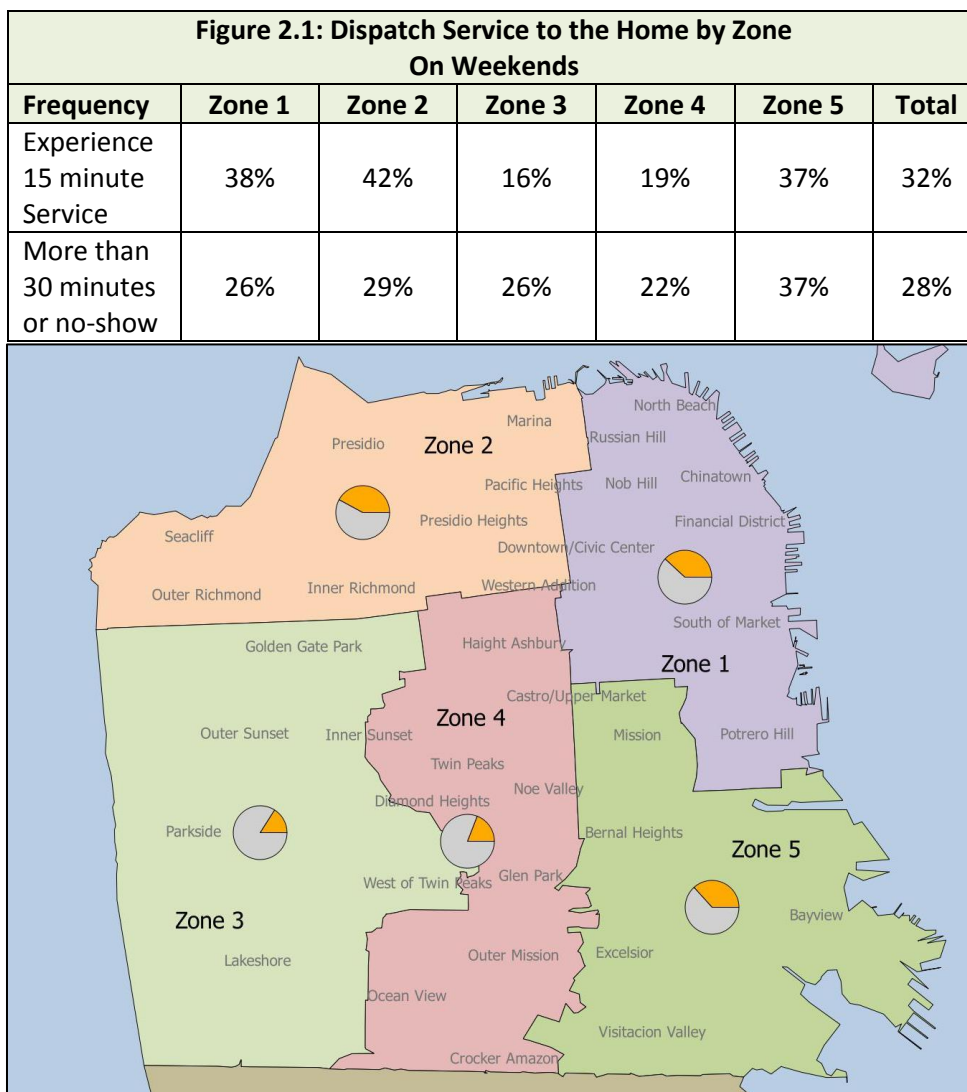 Figure 2.1: Dispatch Service to the Home by Zone
On Weekends
Frequency Zone 1 Zone 2 Zone 3 Zone 4 Zone 5 Total
Experience
15 minute
Service
38% 42% 16% 19% 37% 32%
More than
30 minutes
or no-show
26% 29% 26% 22% 37% 28%
North Beach
Marina
Russian Hill
Presidio
Zone 2
Chinatown
Pacific Heights
Nob Hill
Presidio Heights
Financial District
Seacliff
Downtown/Civic Center
Inner Richmond
Western Addition
Outer Richmond
South of Market
Golden Gate Park
Haight Ashbury
Zone 1
Castro/Upper Market
Zone 4
Outer Sunset
Inner Sunset
Mission
Potrero Hill
Twin Peaks
Noe Valley
Diamond Heights
Parkside
Bernal Heights
Zone 5
West of Twin Peaks
Glen Park
Zone 3
Bayview
Lakeshore
Outer Mission
Excelsior
Ocean View
Visitacion Valley
Crocker Amazon